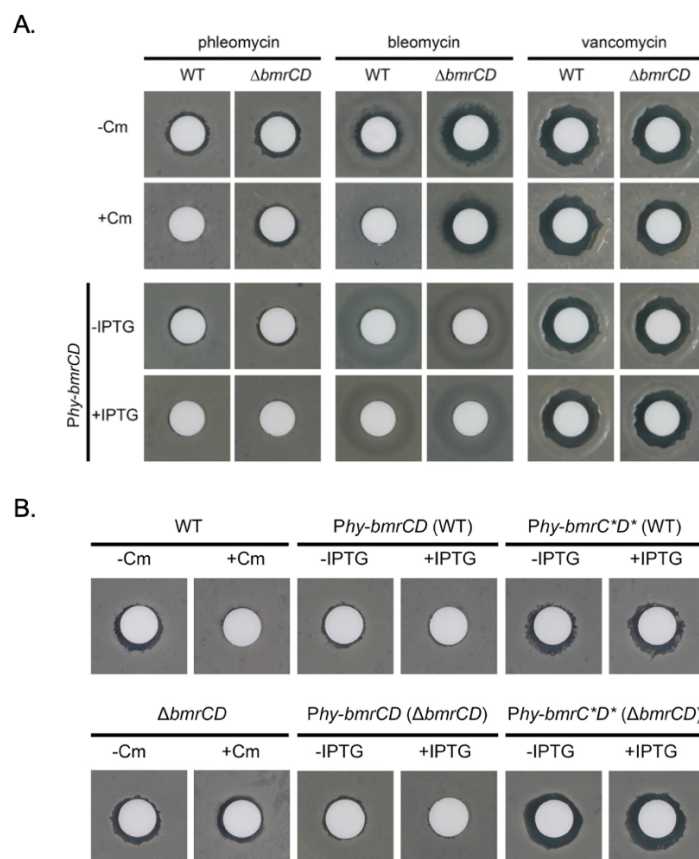 A.
phleomycin bleomycin vancomycin
WT ΔbmrCD WT ΔbmrCD WT ΔbmrCD
-Cm
+Cm
-IPTG
Phy-bmrCD
+IPTG
B.
WT Phy-bmrCD (WT) Phy-bmrC*D* (WT)
-Cm +Cm -IPTG +IPTG -IPTG +IPTG
ΔbmrCD Phy-bmrCD (ΔbmrCD) Phy-bmrC*D* (ΔbmrCD)
-Cm +Cm -IPTG +IPTG -IPTG +IPTG